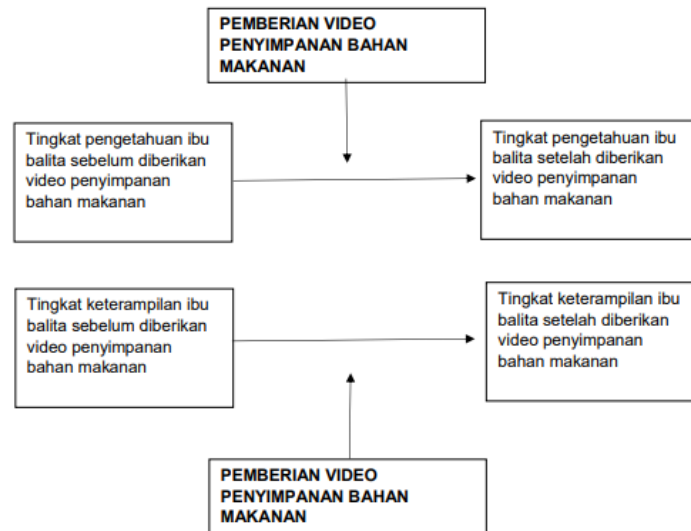 PEMBERIAN VIDEO
PENYIMPANAN BAHAN
MAKANAN
Tingkat pengetahuan ibu
balita sebelum diberikan
video penyimpanan
bahan makanan
Tingkat pengetahuan ibu
balita setelah diberikan
video penyimpanan
bahan makanan
Tingkat keterampilan ibu
balita sebelum diberikan
video penyimpanan
bahan makanan
Tingkat keterampilan ibu
balita setelah diberikan
video penyimpanan
bahan makanan
PEMBERIAN VIDEO
PENYIMPANAN BAHAN
MAKANAN